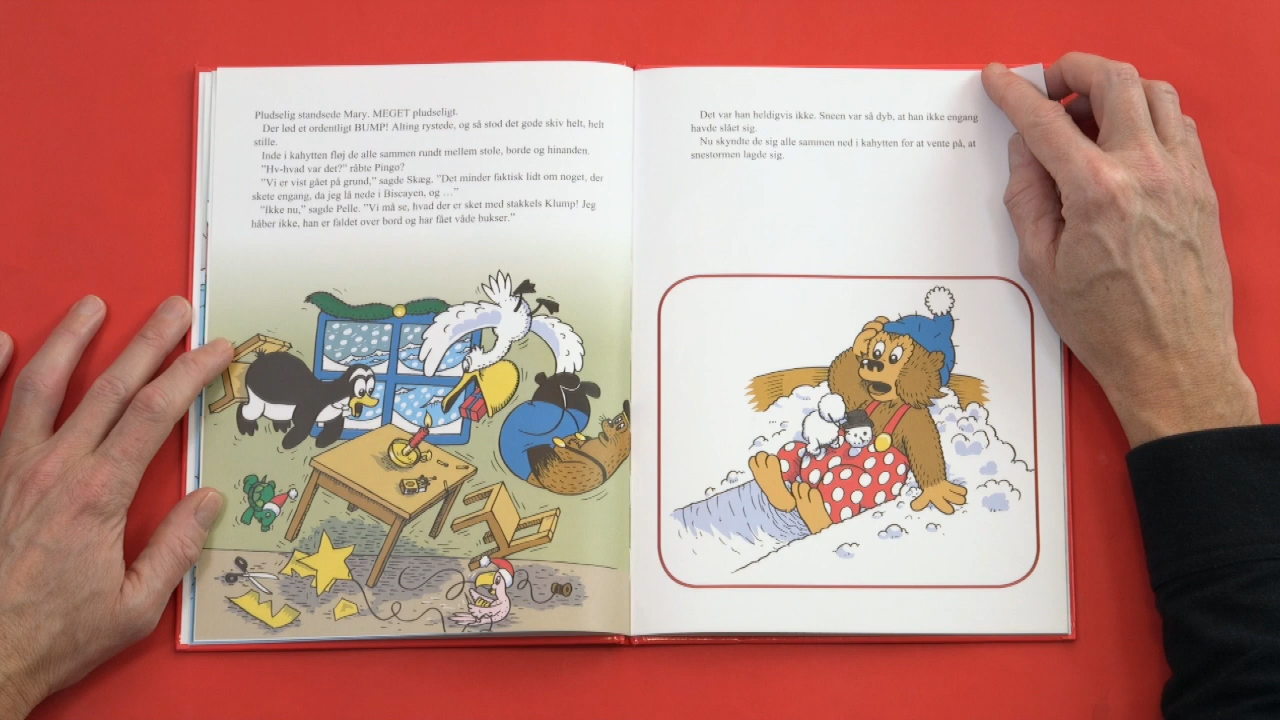 Pludselig standsede Mary. MEGET pludseligt.
Der lød et ordentligt BUMP! Alting rystede, og så stod det gode skiv helt, helt
stille.
Inde i kahytten fløj de alle sammen rundt mellem stole, borde og hinanden.
"Hv-hvad var det?" råbte Pingo?
"Vi er vist gået på grund," sagde Skæg. "Det minder faktisk lidt om noget, der
skete engang, da jeg lå nede i Biscayen, og …"
"Ikke nu," sagde Pelle. "Vi må se, hvad der er sket med stakkels Klump! Jeg
håber ikke, han er faldet over bord og har fået våde bukser."
Det var han heldigvis ikke. Sneen var så dyb, at han ikke engang
havde slået sig.
Nu skyndte de sig alle sammen ned i kahytten for at vente på, at
snestormen lagde sig.